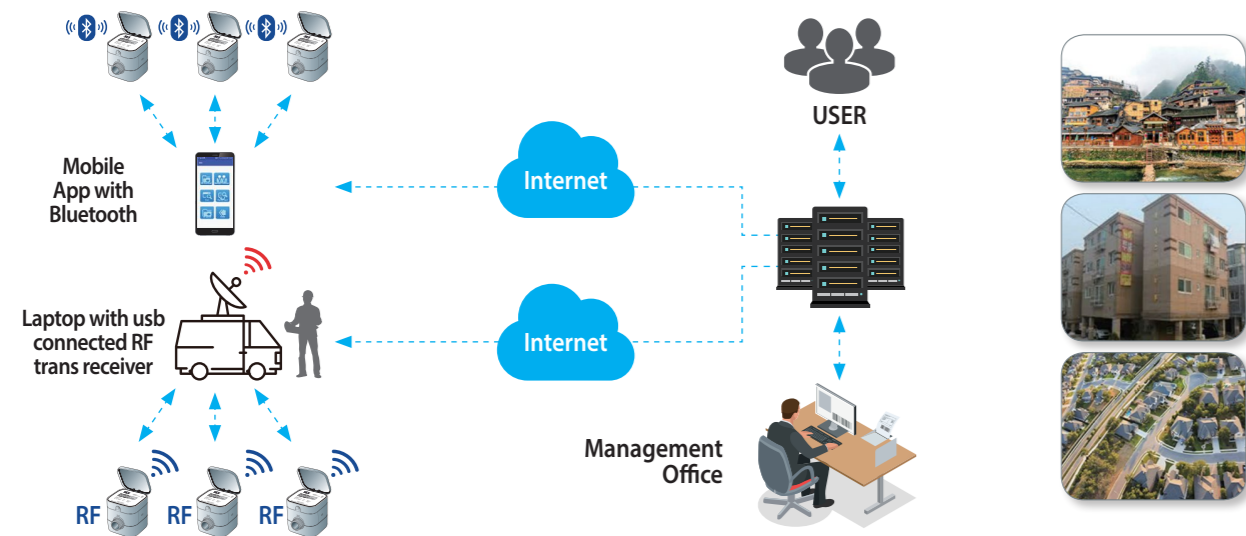 USER
Mobile
App with
Bluetooth
Internet
Laptop with usb
connected RF
trans receiver
Internet
Management
Office
RF
RF
RF